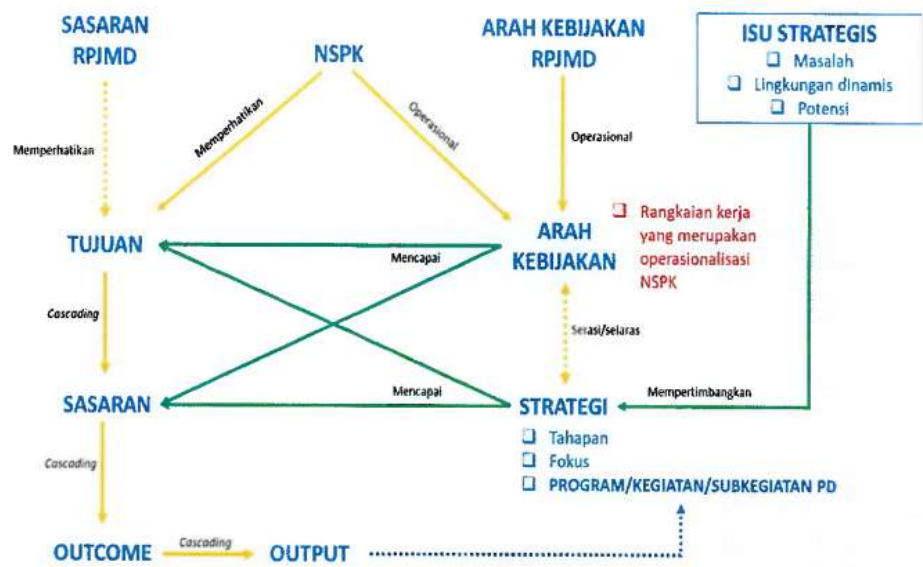 SASARAN
RPJMD
NSPK
ARAH KEBIJAKAN
RPJMD
ISU STRATEGIS
❑ Masalah
❑ Lingkungan dinamis
❑ Potensi
Memperhatikan
Memperhatikan
Operasional
Operasional
TUJUAN
Mencapai
ARAH
KEBIJAKAN
❑ Rangkaian kerja
yang merupakan
operasionalisasi
NSPK
Cascading
Serasi/selaras
SASARAN
Mencapai
STRATEGI
Mempertimbangkan
❑ Tahapan
❑ Fokus
❑ PROGRAM/KEGIATAN/SUBKEGIATAN PD
Cascading
OUTCOME
Cascading
OUTPUT